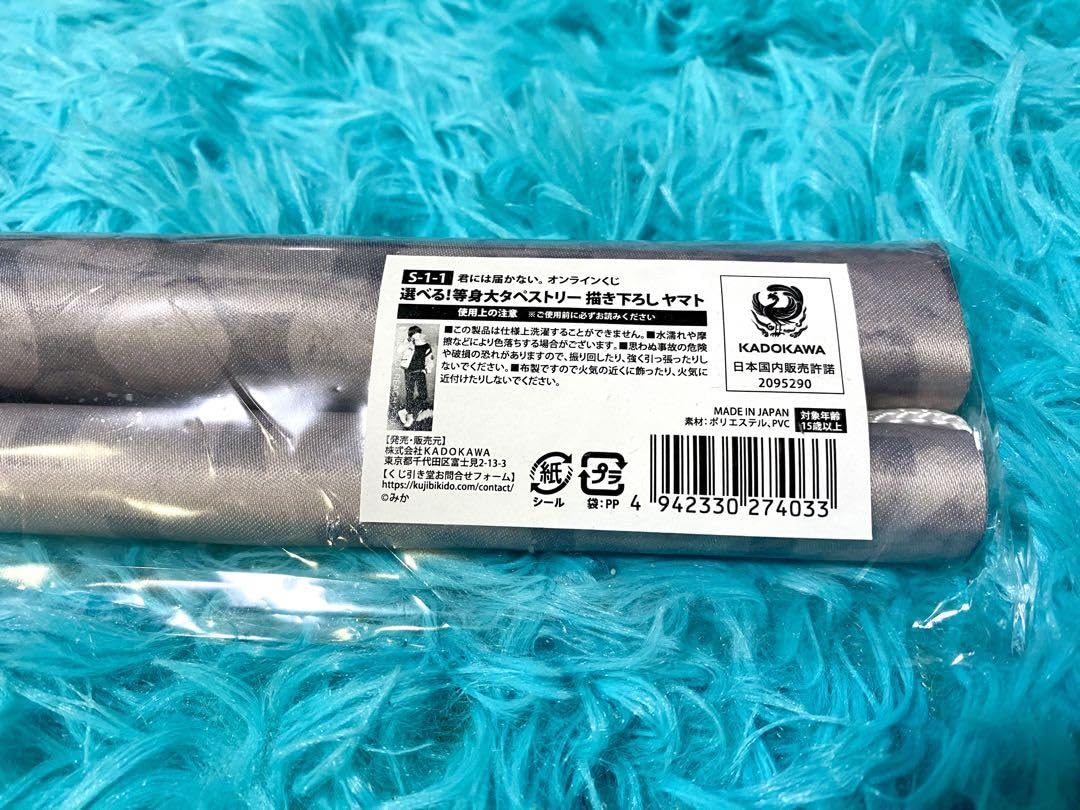 S-1-1 君には届かない。オンラインくじ
選べる!等身大タペストリー 描き下ろし ヤマト
使用上の注意 ※ご使用前に必ずお読みください
■この製品は仕様上洗濯することができません。■水濡れや摩
擦などにより色落ちする場合がございます。■思わぬ事故の危険
や破損の恐れがありますので、振り回したり、強く引っ張ったりし
ないでください。■布製ですので火気の近くに飾ったり、火気に
近付けたりしないでください。
【発売・販売元】
株式会社KADOKAWA
東京都千代田区富士見2-13-3
【くじ引き堂お問合せフォーム】
https://kujibikido.com/contact/
©みか
KADOKAWA
日本国内販売許諾
2095290
MADE IN JAPAN
素材:ポリエステル、PVC
対象年齢
15歳以上
紙
シール
プラ
袋:PP
4 942330 274033